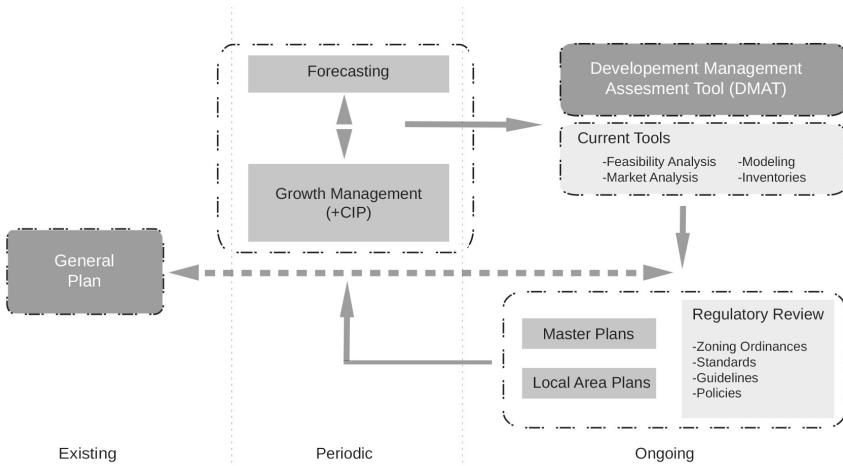 Forecasting
Growth Management
(+CIP)
Developement Management
Assesment Tool (DMAT)
Current Tools
-Feasibility Analysis
-Market Analysis
-Modeling
-Inventories
General
Plan
Master Plans
Local Area Plans
Regulatory Review
-Zoning Ordinances
-Standards
-Guidelines
-Policies
Existing
Periodic
Ongoing